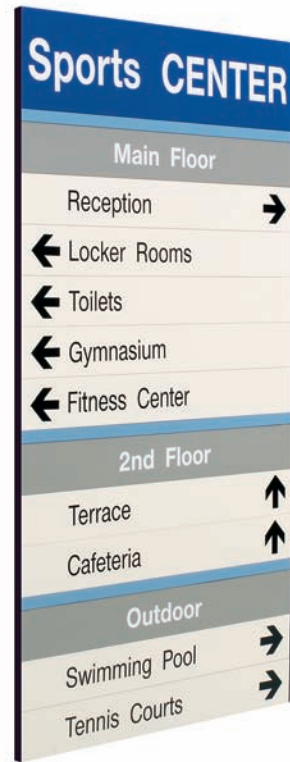 Sports CENTER
Main Floor
Reception
Locker Rooms
Toilets
Gymnasium
Fitness Center
2nd Floor
Terrace
Cafeteria
Outdoor
Swimming Pool
Tennis Courts